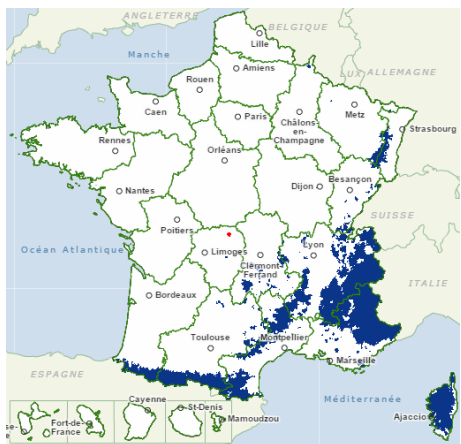 ANGLETERRE
BELGIQUE
Lille
Manche
Amiens
LUX
ALLEMAGNE
Rouen
Caen
Paris
Châlons-
en-
Champagne
Metz
Strasbourg
Rennes
Orléans
Nantes
Dijon
Besançon
Poitiers
SUISSE
Océan Atlantique
Limoges
Clermont-
Ferrand
Lyon
ITALIE
Bordeaux
Toulouse
Montpellier
Marseille
ESPAGNE
Méditerranée
Ajaccio
Cayenne
Fort-de-
France
St-Denis
Mamoudzou
se-